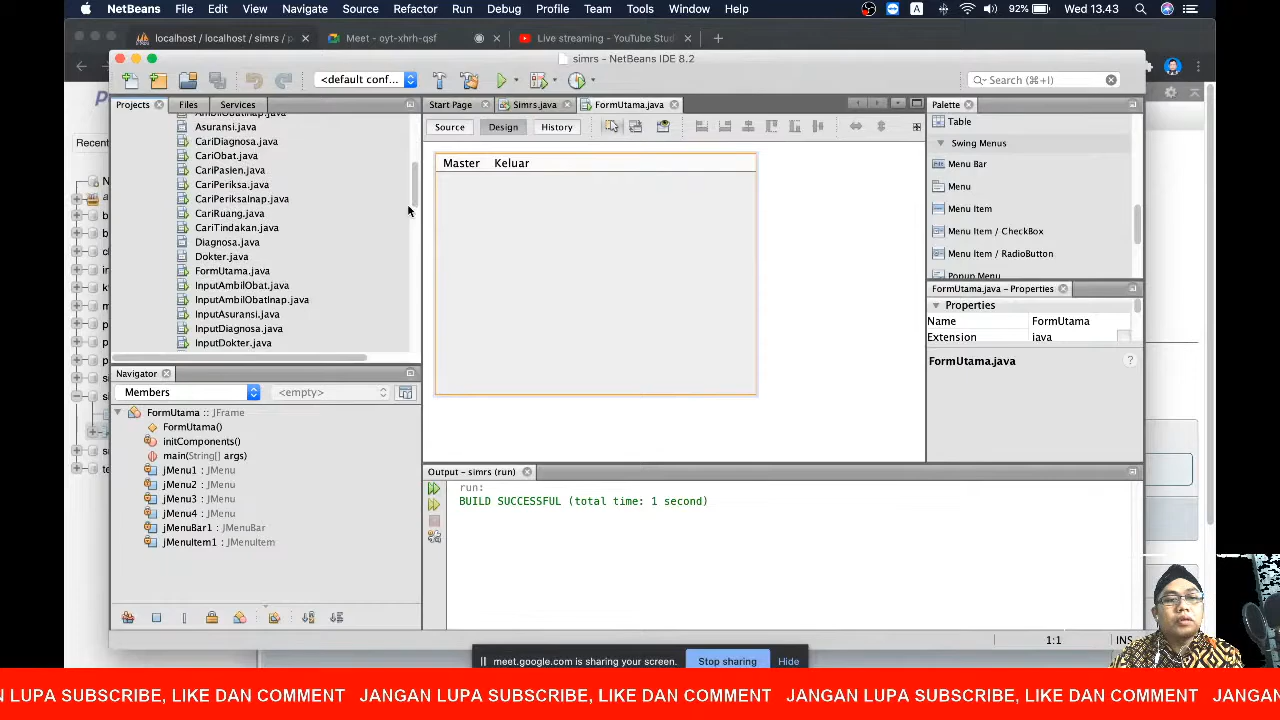 NetBeans File Edit View Navigate Source Refactor Run Debug Profile Team Tools Window Help 92% Wed 13.43
localhost / localhost / simrs / p Meet - oyt-xhrh-qsf Live streaming - YouTube Stud
simrs - NetBeans IDE 8.2
<default conf... Search (⌘+I)
Projects Files Services Start Page Simrs.java FormUtama.java Palette
Source Design History Table
Recent
Swing Menus
AmbilObatInap.java
Asuransi.java
CariDiagnosa.java
CariObat.java
CariPasien.java
CariPeriksa.java
CariPeriksaInap.java
CariRuang.java
CariTindakan.java
Diagnosa.java
Dokter.java
FormUtama.java
InputAmbilObat.java
InputAmbilObatInap.java
InputAsuransi.java
InputDiagnosa.java
InputDokter.java
Master Keluar
Menu Bar
Menu
Menu Item
Menu Item / CheckBox
Menu Item / RadioButton
Popup Menu
FormUtama.java - Properties
Properties
Name FormUtama
Extension java
FormUtama.java
Navigator
Members <empty>
FormUtama :: JFrame
FormUtama()
initComponents()
main(String[] args)
jMenu1 : JMenu
jMenu2 : JMenu
jMenu3 : JMenu
jMenu4 : JMenu
jMenuBar1 : JMenuBar
jMenuItem1 : JMenuItem
Output - simrs (run)
run:
BUILD SUCCESSFUL (total time: 1 second)
1:1 INS
meet.google.com is sharing your screen. Stop sharing Hide
N LUPA SUBSCRIBE, LIKE DAN COMMENT JANGAN LUPA SUBSCRIBE, LIKE DAN COMMENT JANGAN LUPA SUBSCRIBE, LIKE DAN COMMENT JANG